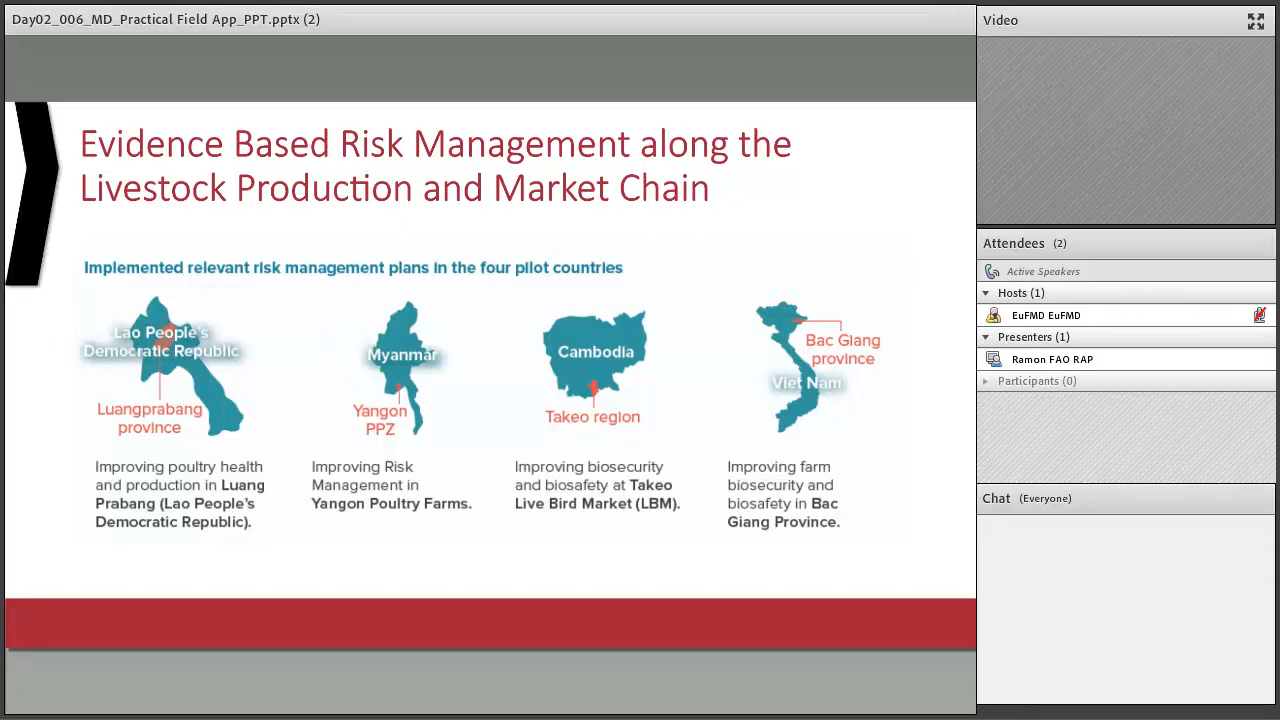 Day02_006_MD_Practical Field App_PPT.pptx (2)
Evidence Based Risk Management along the
Livestock Production and Market Chain
Implemented relevant risk management plans in the four pilot countries
Lao People's
Democratic Republic
Luangprabang
province
Improving poultry health
and production in Luang
Prabang (Lao People's
Democratic Republic).
Myanmar
Yangon
PPZ
Improving Risk
Management in
Yangon Poultry Farms.
Cambodia
Takeo region
Improving biosecurity
and biosafety at Takeo
Live Bird Market (LBM).
Bac Giang
province
Viet Nam
Improving farm
biosecurity and
biosafety in Bac
Giang Province.
Video
Attendees (2)
Active Speakers
Hosts (1)
EuFMD EuFMD
Presenters (1)
Ramon FAO RAP
Participants (0)
Chat (Everyone)